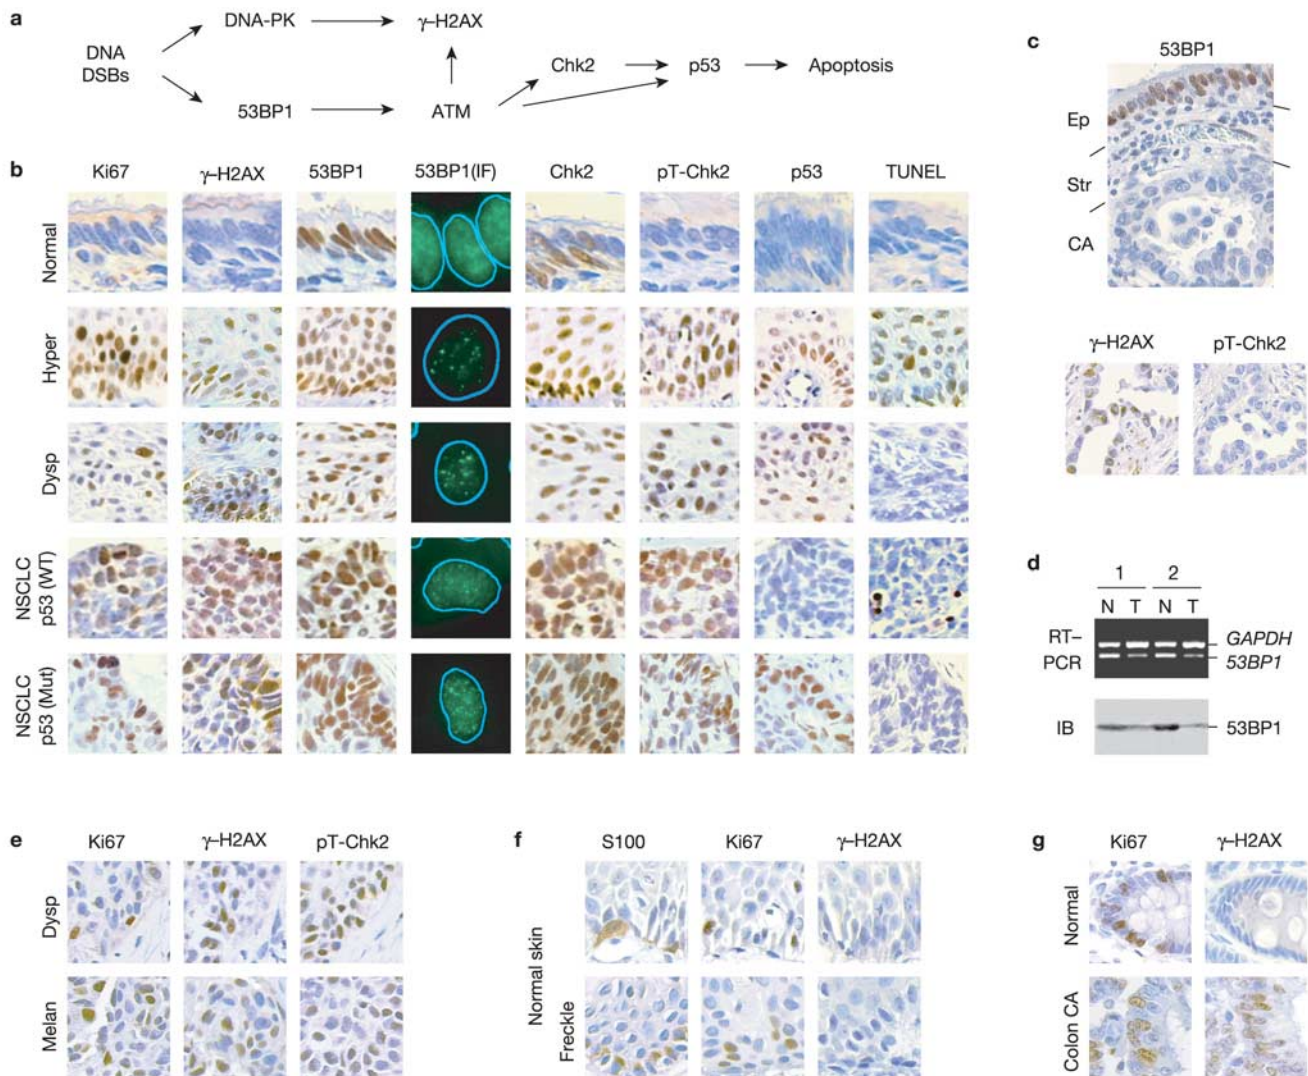 a
DNA DSBs
DNA-PK
γ–H2AX
53BP1
ATM
Chk2
p53
Apoptosis
b
Ki67 γ–H2AX 53BP1 53BP1(IF) Chk2 pT-Chk2 p53 TUNEL
Normal
Hyper
Dysp
NSCLC
p53 (WT)
NSCLC
p53 (Mut)
c
53BP1
Ep
Str
CA
γ–H2AX pT-Chk2
d
1 2
N T N T
RT–
PCR
GAPDH
53BP1
IB 53BP1
e
Ki67 γ–H2AX pT-Chk2
Dysp
Melan
f
S100 Ki67 γ–H2AX
Normal skin
Freckle
g
Ki67 γ–H2AX
Normal
Colon CA